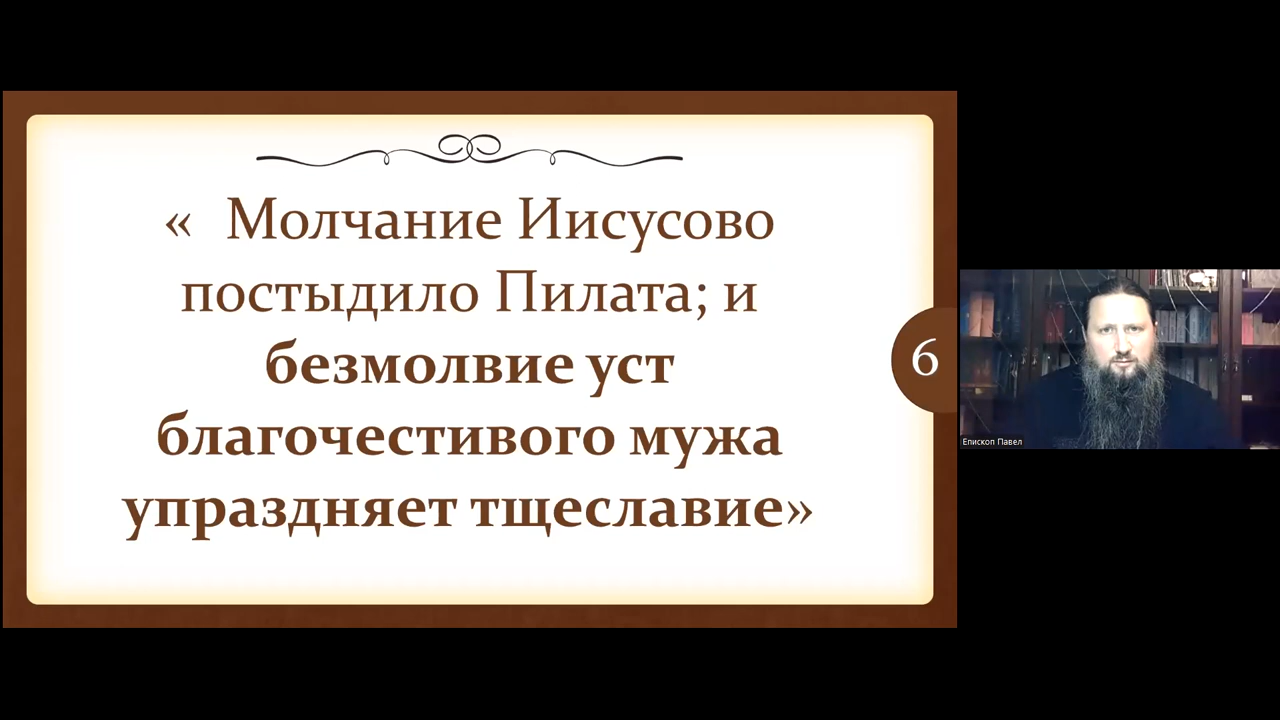 « Молчание Иисусово
постыдило Пилата; и
безмолвие уст
благочестивого мужа
упраздняет тщеславие»
6
Епископ Павел